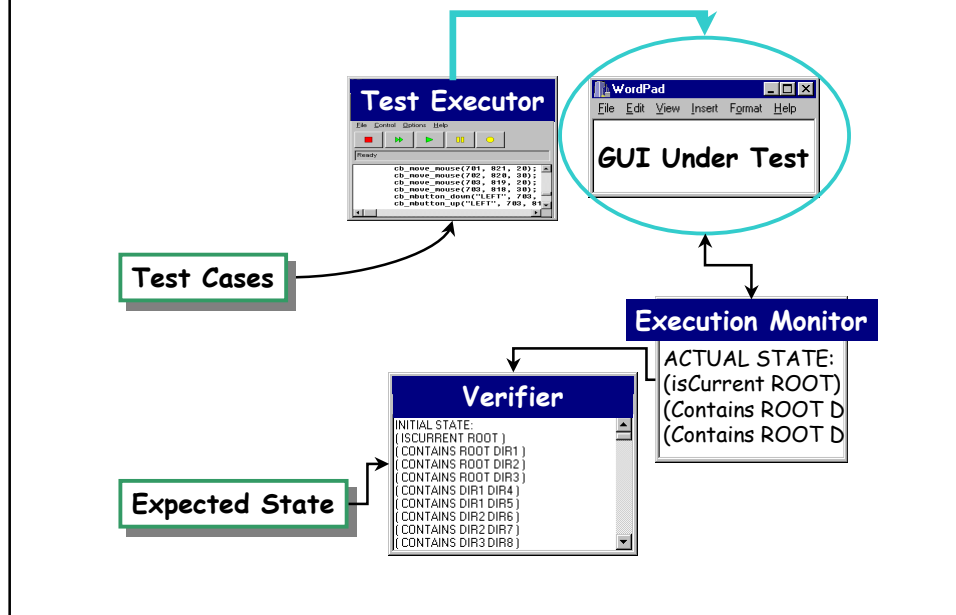 Test Executor
File Control Options Help
Ready
cb_move_mouse(701, 821, 20);
cb_move_mouse(702, 820, 30);
cb_move_mouse(703, 819, 20);
cb_move_mouse(703, 818, 30);
cb_mbutton_down("LEFT", 703,
cb_mbutton_up("LEFT", 703, 81
WordPad
File Edit View Insert Format Help
GUI Under Test
Test Cases
Execution Monitor
ACTUAL STATE:
(isCurrent ROOT)
(Contains ROOT D
(Contains ROOT D
Verifier
INITIAL STATE:
( ISCURRENT ROOT )
( CONTAINS ROOT DIR1 )
( CONTAINS ROOT DIR2 )
( CONTAINS ROOT DIR3 )
( CONTAINS DIR1 DIR4 )
( CONTAINS DIR1 DIR5 )
( CONTAINS DIR2 DIR6 )
( CONTAINS DIR2 DIR7 )
( CONTAINS DIR3 DIR8 )
Expected State